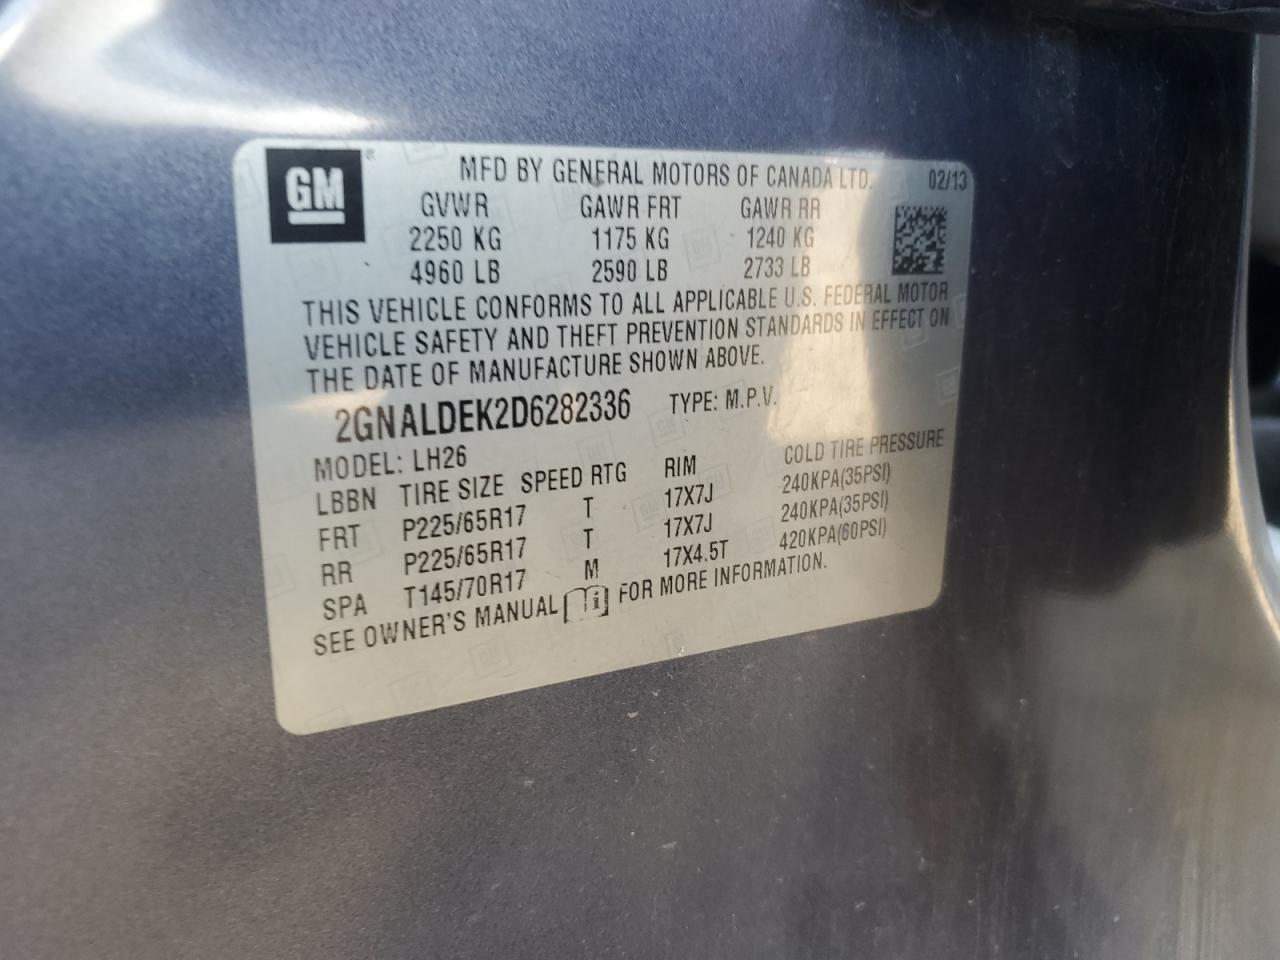 GM
MFD BY GENERAL MOTORS OF CANADA LTD. 02/13
GVWR GAWR FRT GAWR RR
2250 KG 1175 KG 1240 KG
4960 LB 2590 LB 2733 LB
THIS VEHICLE CONFORMS TO ALL APPLICABLE U.S. FEDERAL MOTOR
VEHICLE SAFETY AND THEFT PREVENTION STANDARDS IN EFFECT ON
THE DATE OF MANUFACTURE SHOWN ABOVE.
2GNALDEK2D6282336 TYPE: M.P.V.
MODEL: LH26
LBBN TIRE SIZE SPEED RTG RIM COLD TIRE PRESSURE
FRT P225/65R17 T 17X7J 240KPA(35PSI)
RR P225/65R17 T 17X7J 240KPA(35PSI)
SPA T145/70R17 M 17X4.5T 420KPA(60PSI)
SEE OWNER'S MANUAL FOR MORE INFORMATION.